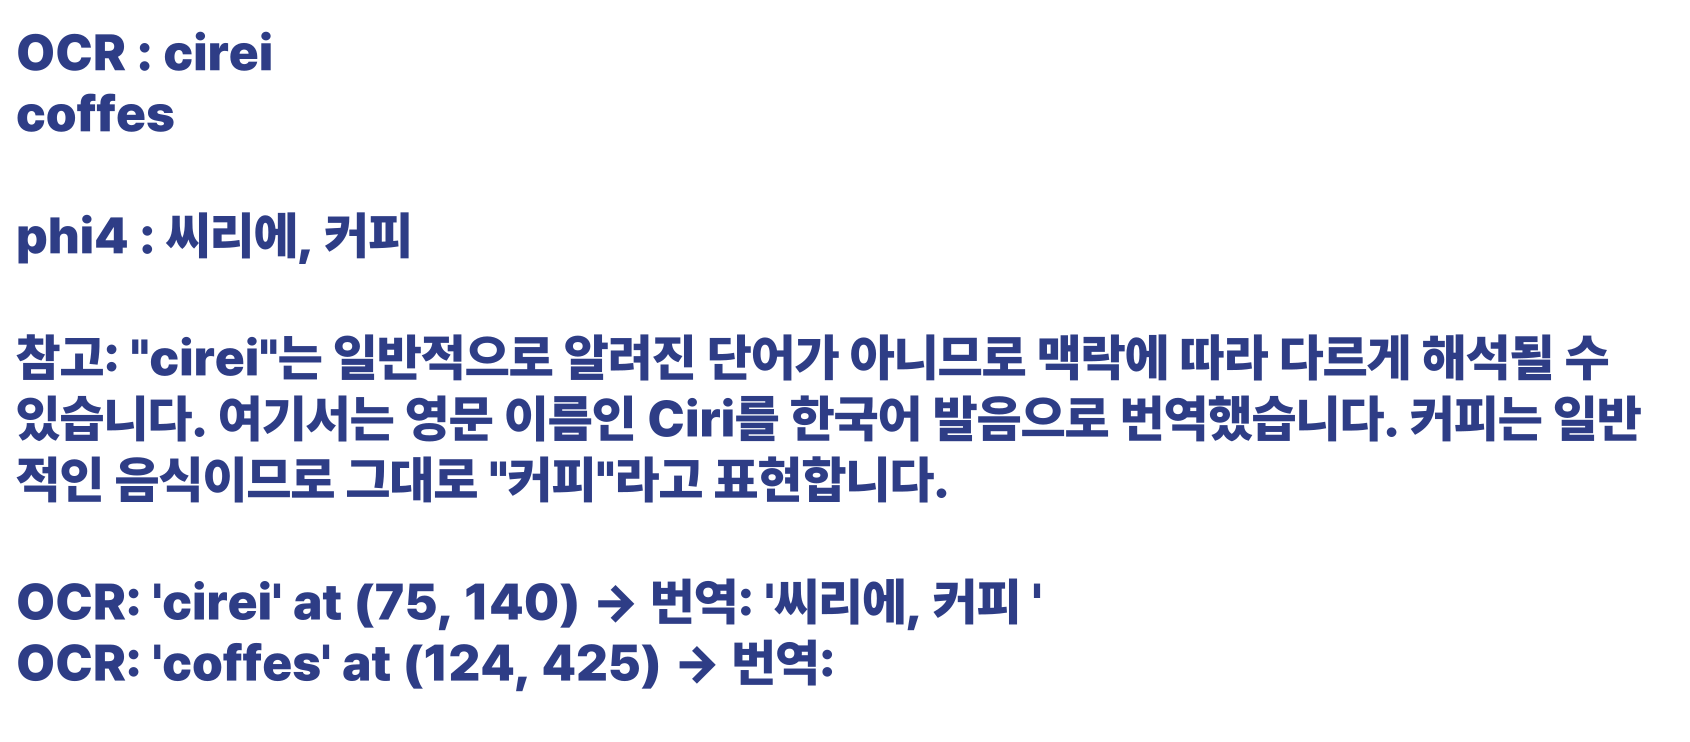 OCR : cirei
coffes
phi4 : 씨리에, 커피
참고: "cirei"는 일반적으로 알려진 단어가 아니므로 맥락에 따라 다르게 해석될 수
있습니다. 여기서는 영문 이름인 Ciri를 한국어 발음으로 번역했습니다. 커피는 일반
적인 음식이므로 그대로 "커피"라고 표현합니다.
OCR: 'cirei' at (75, 140) → 번역: '씨리에, 커피 '
OCR: 'coffes' at (124, 425) → 번역: